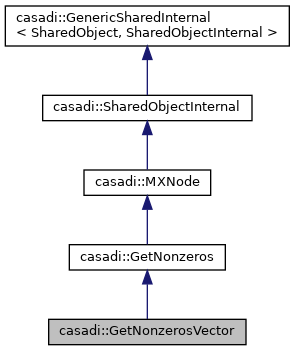 casadi::GenericSharedInternal
< SharedObject, SharedObjectInternal >
casadi::SharedObjectInternal
casadi::MXNode
casadi::GetNonzeros
casadi::GetNonzerosVector